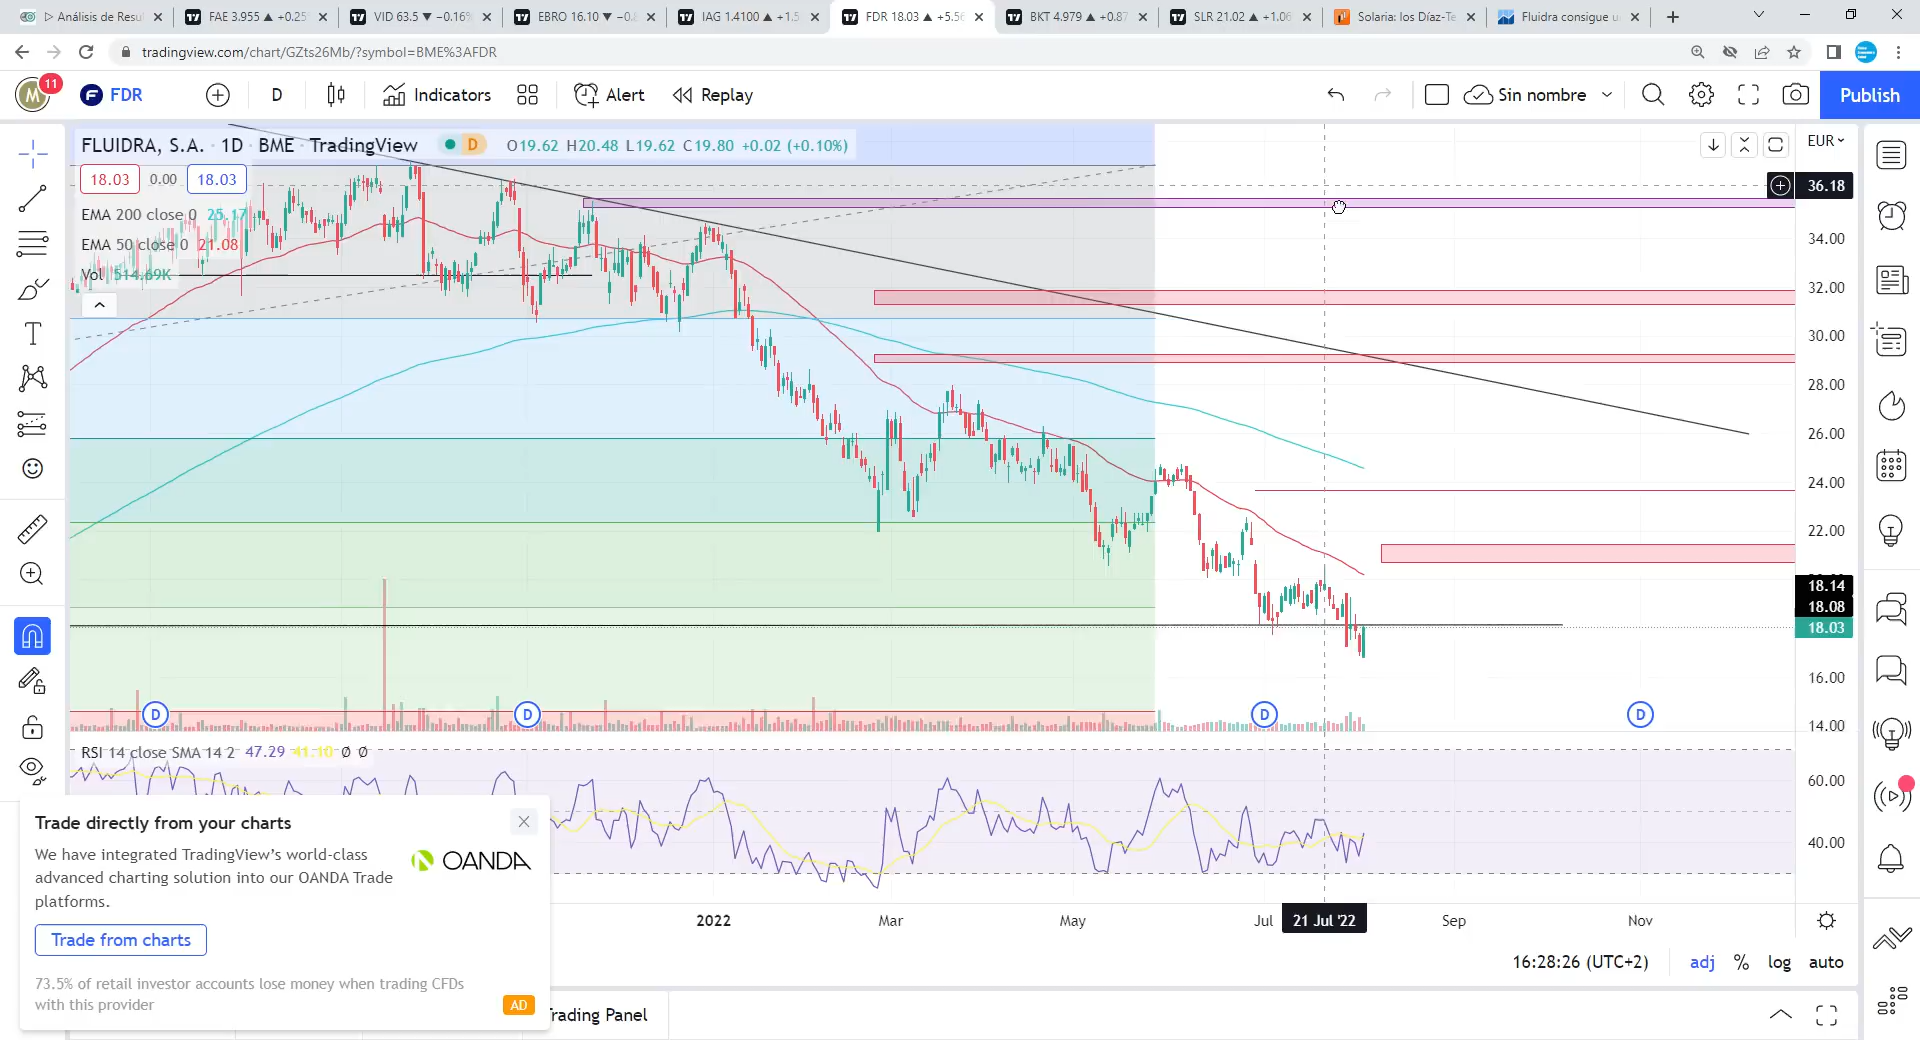 ▷ Análisis de Resul
FAE 3.955 ▲ +0.25
VID 63.5 ▼ −0.16%
EBRO 16.10 ▼ −0.
IAG 1.4100 ▲ +1.5
FDR 18.03 ▲ +5.56
BKT 4.979 ▲ +0.87
SLR 21.02 ▲ +1.06
Solaria: los Díaz-Te
Fluidra consigue u
tradingview.com/chart/GZts26Mb/?symbol=BME%3AFDR
M
11
FDR
D
Indicators
Alert
Replay
Sin nombre
Publish
FLUIDRA, S.A. · 1D · BME · TradingView
D
O19.62 H20.48 L19.62 C19.80 +0.02 (+0.10%)
EUR
18.03
0.00
18.03
36.18
EMA 200 close 0 25.17
EMA 50 close 0 21.08
Vol 514.69K
34.00
32.00
30.00
28.00
26.00
24.00
22.00
18.14
18.08
18.03
16.00
14.00
D
D
D
D
RSI 14 close SMA 14 2 47.29 41.10 Ø Ø
60.00
40.00
Trade directly from your charts
We have integrated TradingView's world-class
advanced charting solution into our OANDA Trade
platforms.
OANDA
Trade from charts
73.5% of retail investor accounts lose money when trading CFDs
with this provider
AD
2022
Mar
May
Jul
21 Jul '22
Sep
Nov
16:28:26 (UTC+2)
adj
%
log
auto
rading Panel